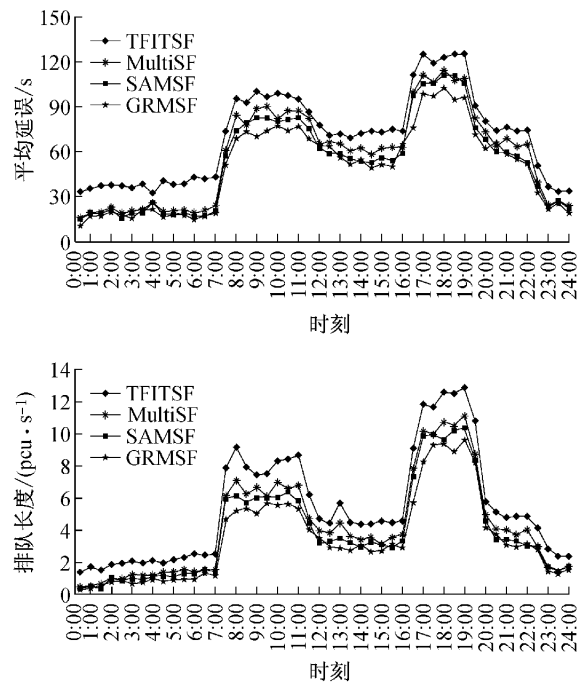 150
120
90
60
30
0
平均延误/s
TFITSF
MultiSF
SAMSF
GRMSF
0:00 1:00 2:00 3:00 4:00 5:00 6:00 7:00 8:00 9:00 10:00 11:00 12:00 13:00 14:00 15:00 16:00 17:00 18:00 19:00 20:00 21:00 22:00 23:00 24:00
时刻
14
12
10
8
6
4
2
0
排队长度/(pcu·s⁻¹)
TFITSF
MultiSF
SAMSF
GRMSF
0:00 1:00 2:00 3:00 4:00 5:00 6:00 7:00 8:00 9:00 10:00 11:00 12:00 13:00 14:00 15:00 16:00 17:00 18:00 19:00 20:00 21:00 22:00 23:00 24:00
时刻